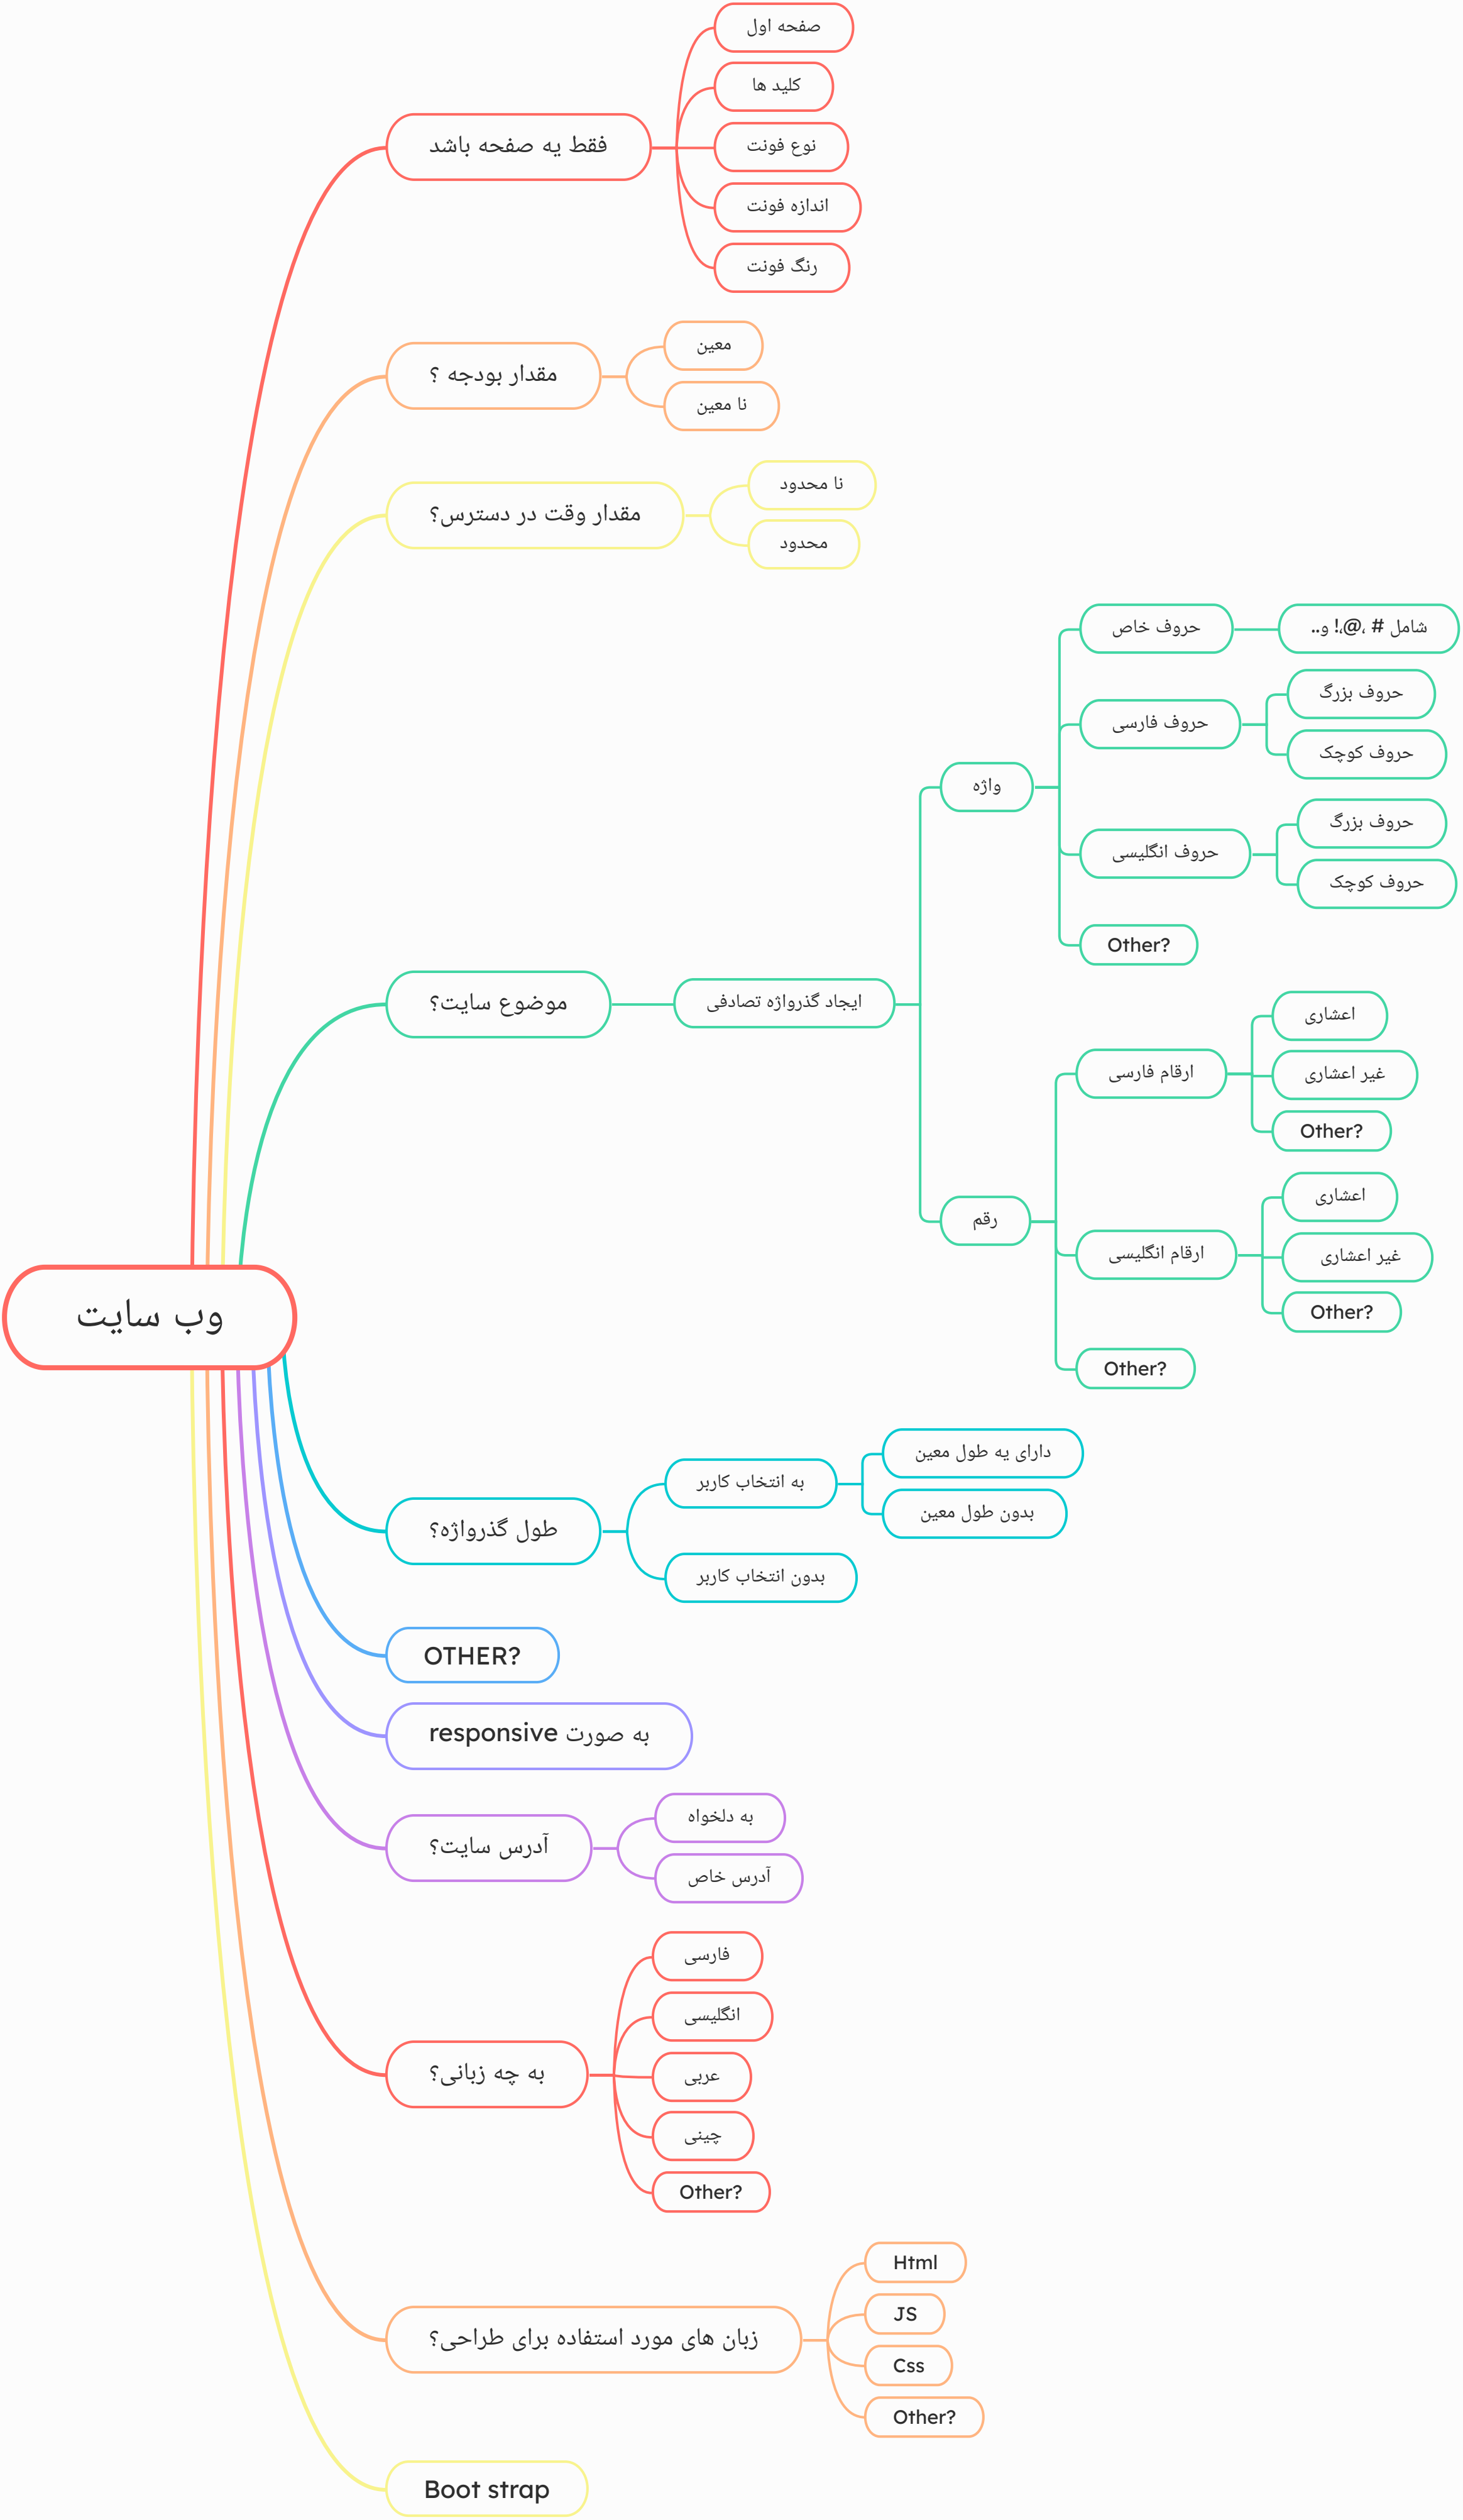 وب سایت
فقط یه صفحه باشد
صفحه اول
کلید ها
نوع فونت
اندازه فونت
رنگ فونت
مقدار بودجه ؟
معین
نا معین
مقدار وقت در دسترس؟
نا محدود
محدود
موضوع سایت؟
ایجاد گذرواژه تصادفی
واژه
حروف خاص
شامل # ،@،! و..
حروف فارسی
حروف بزرگ
حروف کوچک
حروف انگلیسی
حروف بزرگ
حروف کوچک
Other?
رقم
ارقام فارسی
اعشاری
غیر اعشاری
Other?
ارقام انگلیسی
اعشاری
غیر اعشاری
Other?
Other?
طول گذرواژه؟
به انتخاب کاربر
دارای یه طول معین
بدون طول معین
بدون انتخاب کاربر
OTHER?
به صورت responsive
آدرس سایت؟
به دلخواه
آدرس خاص
به چه زبانی؟
فارسی
انگلیسی
عربی
چینی
Other?
زبان های مورد استفاده برای طراحی؟
Html
JS
Css
Other?
Boot strap